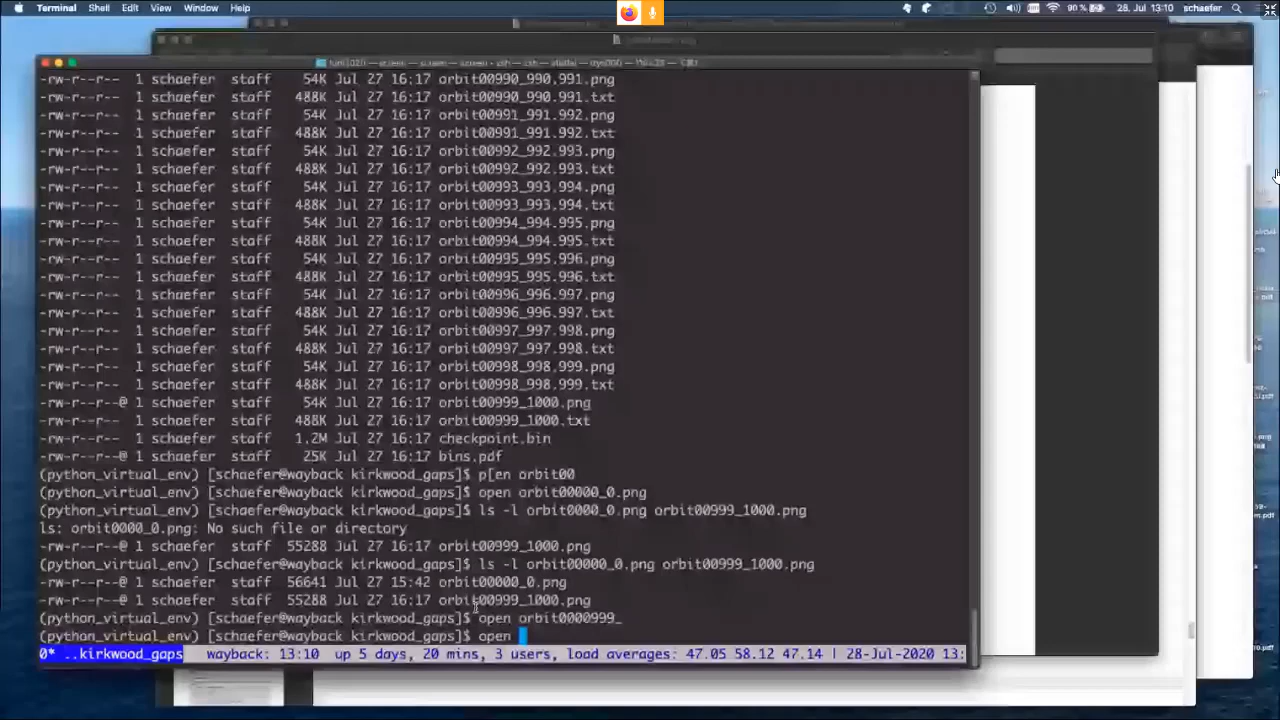 Terminal Shell Edit View Window Help 90% 28. Jul 13:10 schaefer
-rw-r--r-- 1 schaefer staff 54K Jul 27 16:17 orbit00990_990.991.png
-rw-r--r-- 1 schaefer staff 488K Jul 27 16:17 orbit00990_990.991.txt
-rw-r--r-- 1 schaefer staff 54K Jul 27 16:17 orbit00991_991.992.png
-rw-r--r-- 1 schaefer staff 488K Jul 27 16:17 orbit00991_991.992.txt
-rw-r--r-- 1 schaefer staff 54K Jul 27 16:17 orbit00992_992.993.png
-rw-r--r-- 1 schaefer staff 488K Jul 27 16:17 orbit00992_992.993.txt
-rw-r--r-- 1 schaefer staff 54K Jul 27 16:17 orbit00993_993.994.png
-rw-r--r-- 1 schaefer staff 488K Jul 27 16:17 orbit00993_993.994.txt
-rw-r--r-- 1 schaefer staff 54K Jul 27 16:17 orbit00994_994.995.png
-rw-r--r-- 1 schaefer staff 488K Jul 27 16:17 orbit00994_994.995.txt
-rw-r--r-- 1 schaefer staff 54K Jul 27 16:17 orbit00995_995.996.png
-rw-r--r-- 1 schaefer staff 488K Jul 27 16:17 orbit00995_995.996.txt
-rw-r--r-- 1 schaefer staff 54K Jul 27 16:17 orbit00996_996.997.png
-rw-r--r-- 1 schaefer staff 488K Jul 27 16:17 orbit00996_996.997.txt
-rw-r--r-- 1 schaefer staff 54K Jul 27 16:17 orbit00997_997.998.png
-rw-r--r-- 1 schaefer staff 488K Jul 27 16:17 orbit00997_997.998.txt
-rw-r--r-- 1 schaefer staff 54K Jul 27 16:17 orbit00998_998.999.png
-rw-r--r-- 1 schaefer staff 488K Jul 27 16:17 orbit00998_998.999.txt
-rw-r--r--@ 1 schaefer staff 54K Jul 27 16:17 orbit00999_1000.png
-rw-r--r-- 1 schaefer staff 488K Jul 27 16:17 orbit00999_1000.txt
-rw-r--r-- 1 schaefer staff 1.2M Jul 27 16:17 checkpoint.bin
-rw-r--r--@ 1 schaefer staff 25K Jul 27 16:17 bins.pdf
(python_virtual_env) [schaefer@wayback kirkwood_gaps]$ p[en orbit00
(python_virtual_env) [schaefer@wayback kirkwood_gaps]$ open orbit00000_0.png
(python_virtual_env) [schaefer@wayback kirkwood_gaps]$ ls -l orbit0000_0.png orbit00999_1000.png
ls: orbit0000_0.png: No such file or directory
-rw-r--r--@ 1 schaefer staff 55288 Jul 27 16:17 orbit00999_1000.png
(python_virtual_env) [schaefer@wayback kirkwood_gaps]$ ls -l orbit00000_0.png orbit00999_1000.png
-rw-r--r--@ 1 schaefer staff 56641 Jul 27 15:42 orbit00000_0.png
-rw-r--r--@ 1 schaefer staff 55288 Jul 27 16:17 orbit00999_1000.png
(python_virtual_env) [schaefer@wayback kirkwood_gaps]$ open orbit0000999_
(python_virtual_env) [schaefer@wayback kirkwood_gaps]$ open
0* ..kirkwood_gaps wayback: 13:10 up 5 days, 20 mins, 3 users, load averages: 47.05 58.12 47.14 | 28-Jul-2020 13: